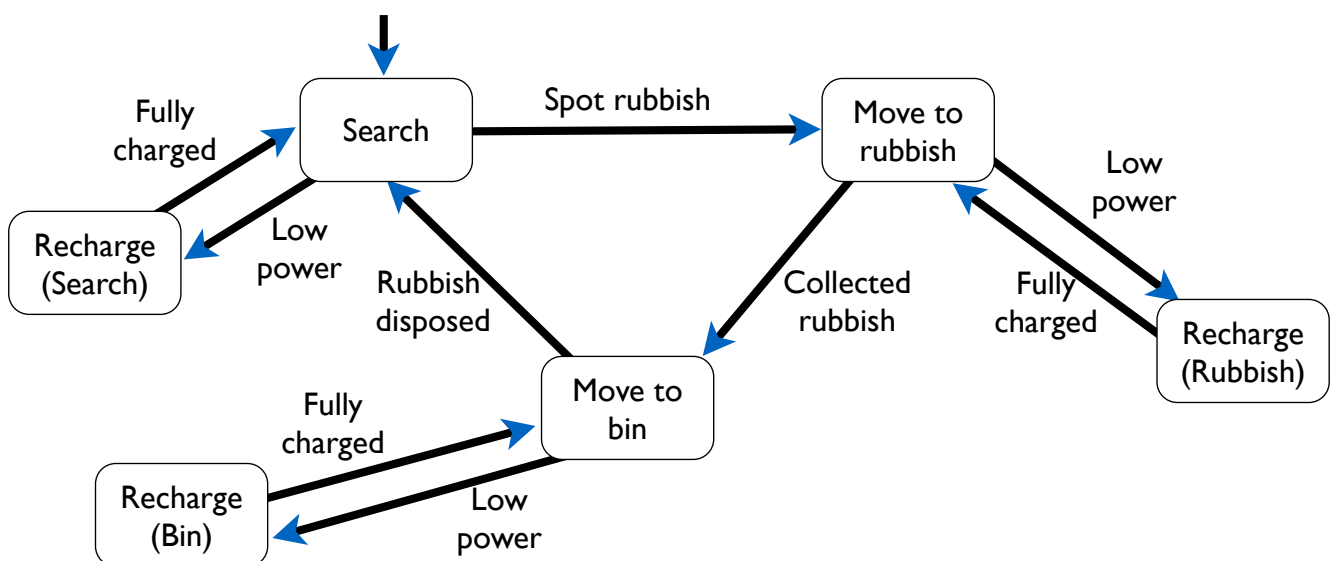 Spot rubbish
Fully
charged
Search
Move to
rubbish
Low
power
Recharge
(Search)
Low
power
Rubbish
disposed
Collected
rubbish
Fully
charged
Recharge
(Rubbish)
Move to
bin
Fully
charged
Recharge
(Bin)
Low
power